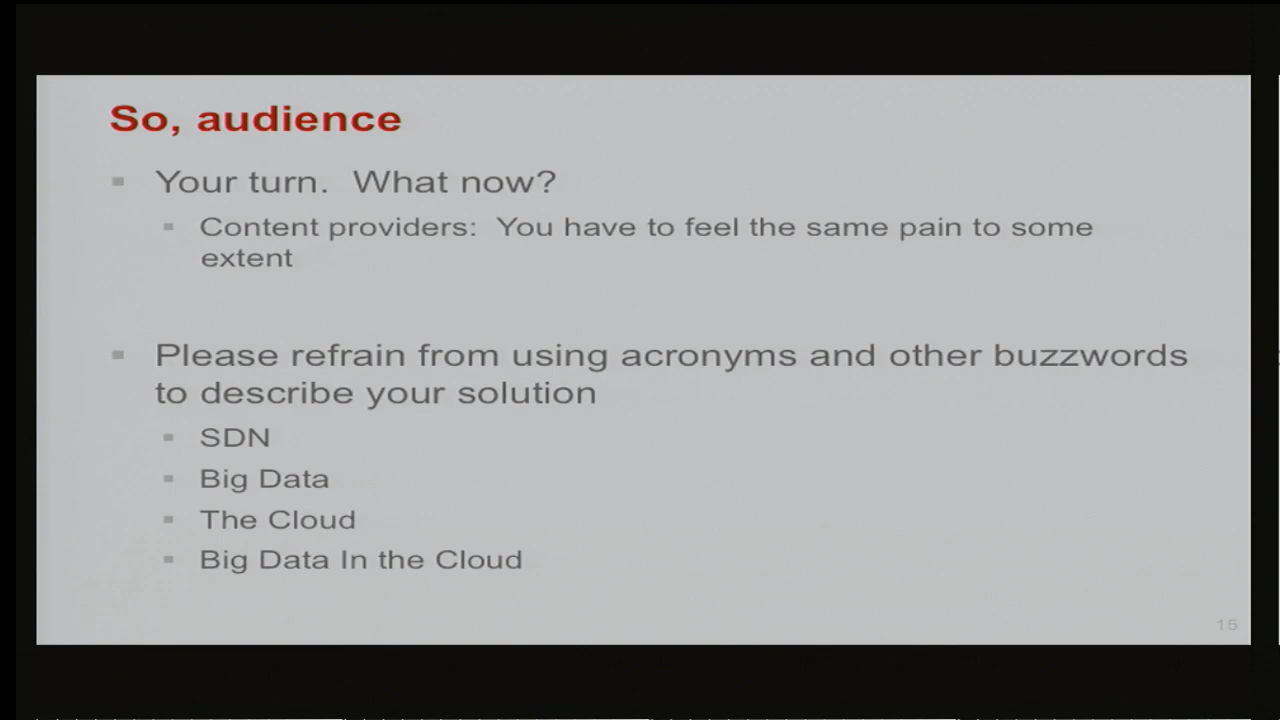 So, audience
Your turn.  What now?
Content providers:  You have to feel the same pain to some
extent
Please refrain from using acronyms and other buzzwords
to describe your solution
SDN
Big Data
The Cloud
Big Data In the Cloud
15